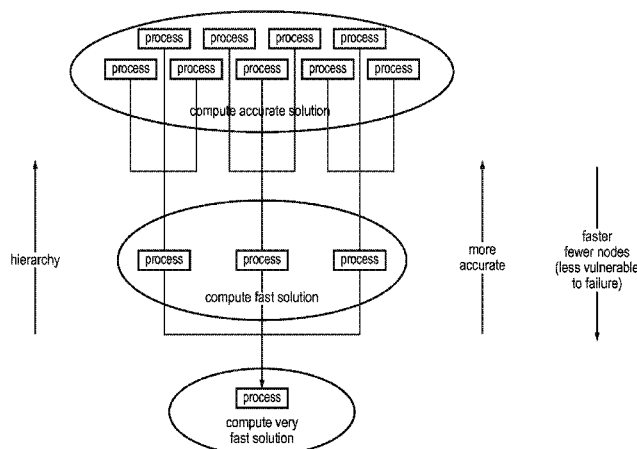 process process process process
process process process process process
compute accurate solution
hierarchy
process process process
compute fast solution
more
accurate
faster
fewer nodes
(less vulnerable
to failure)
process
compute very
fast solution